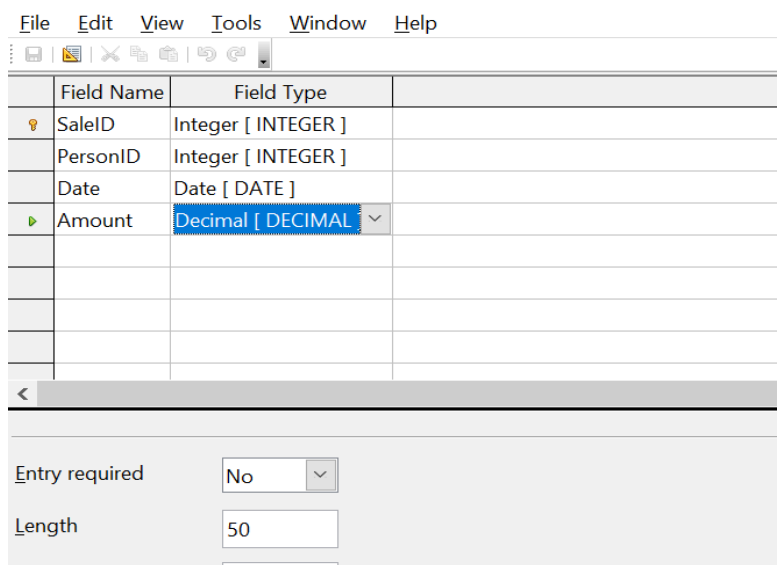 File Edit View Tools Window Help
Field Name Field Type
SaleID Integer [ INTEGER ]
PersonID Integer [ INTEGER ]
Date Date [ DATE ]
Amount Decimal [ DECIMAL
Entry required No
Length 50